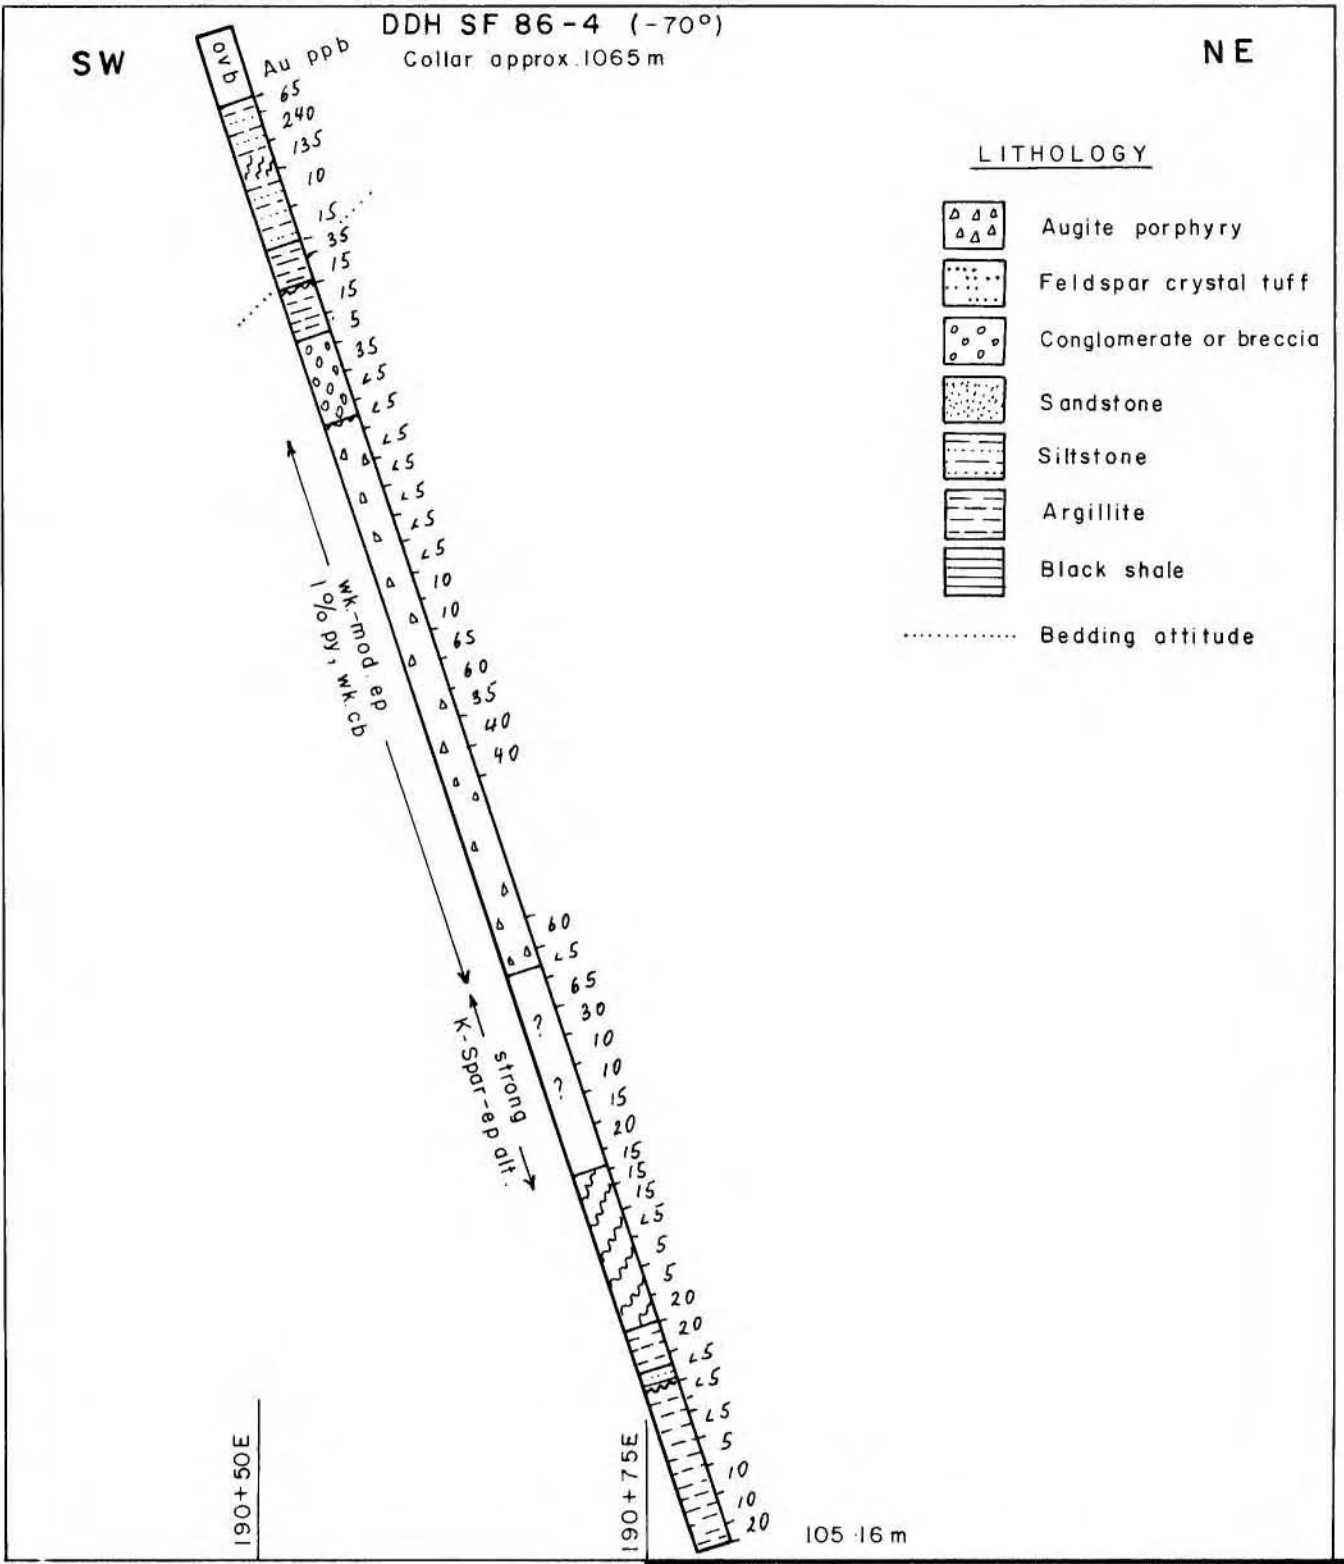 DDH SF 86-4 (-70°)
Collar approx. 1065 m
SW
NE
ovb
Au ppb
65
240
135
10
15
35
15
15
5
35
<5
<5
<5
<5
<5
<5
<5
10
10
65
60
35
40
40
60
<5
65
30
10
10
15
20
15
15
15
<5
5
5
20
20
<5
<5
<5
5
10
10
20
wk-mod. ep
1% py, wk.cb
strong
K-Spar-ep alt.
?
?
LITHOLOGY
Augite porphyry
Feldspar crystal tuff
Conglomerate or breccia
Sandstone
Siltstone
Argillite
Black shale
Bedding attitude
190+50E
190+75E
105.16 m